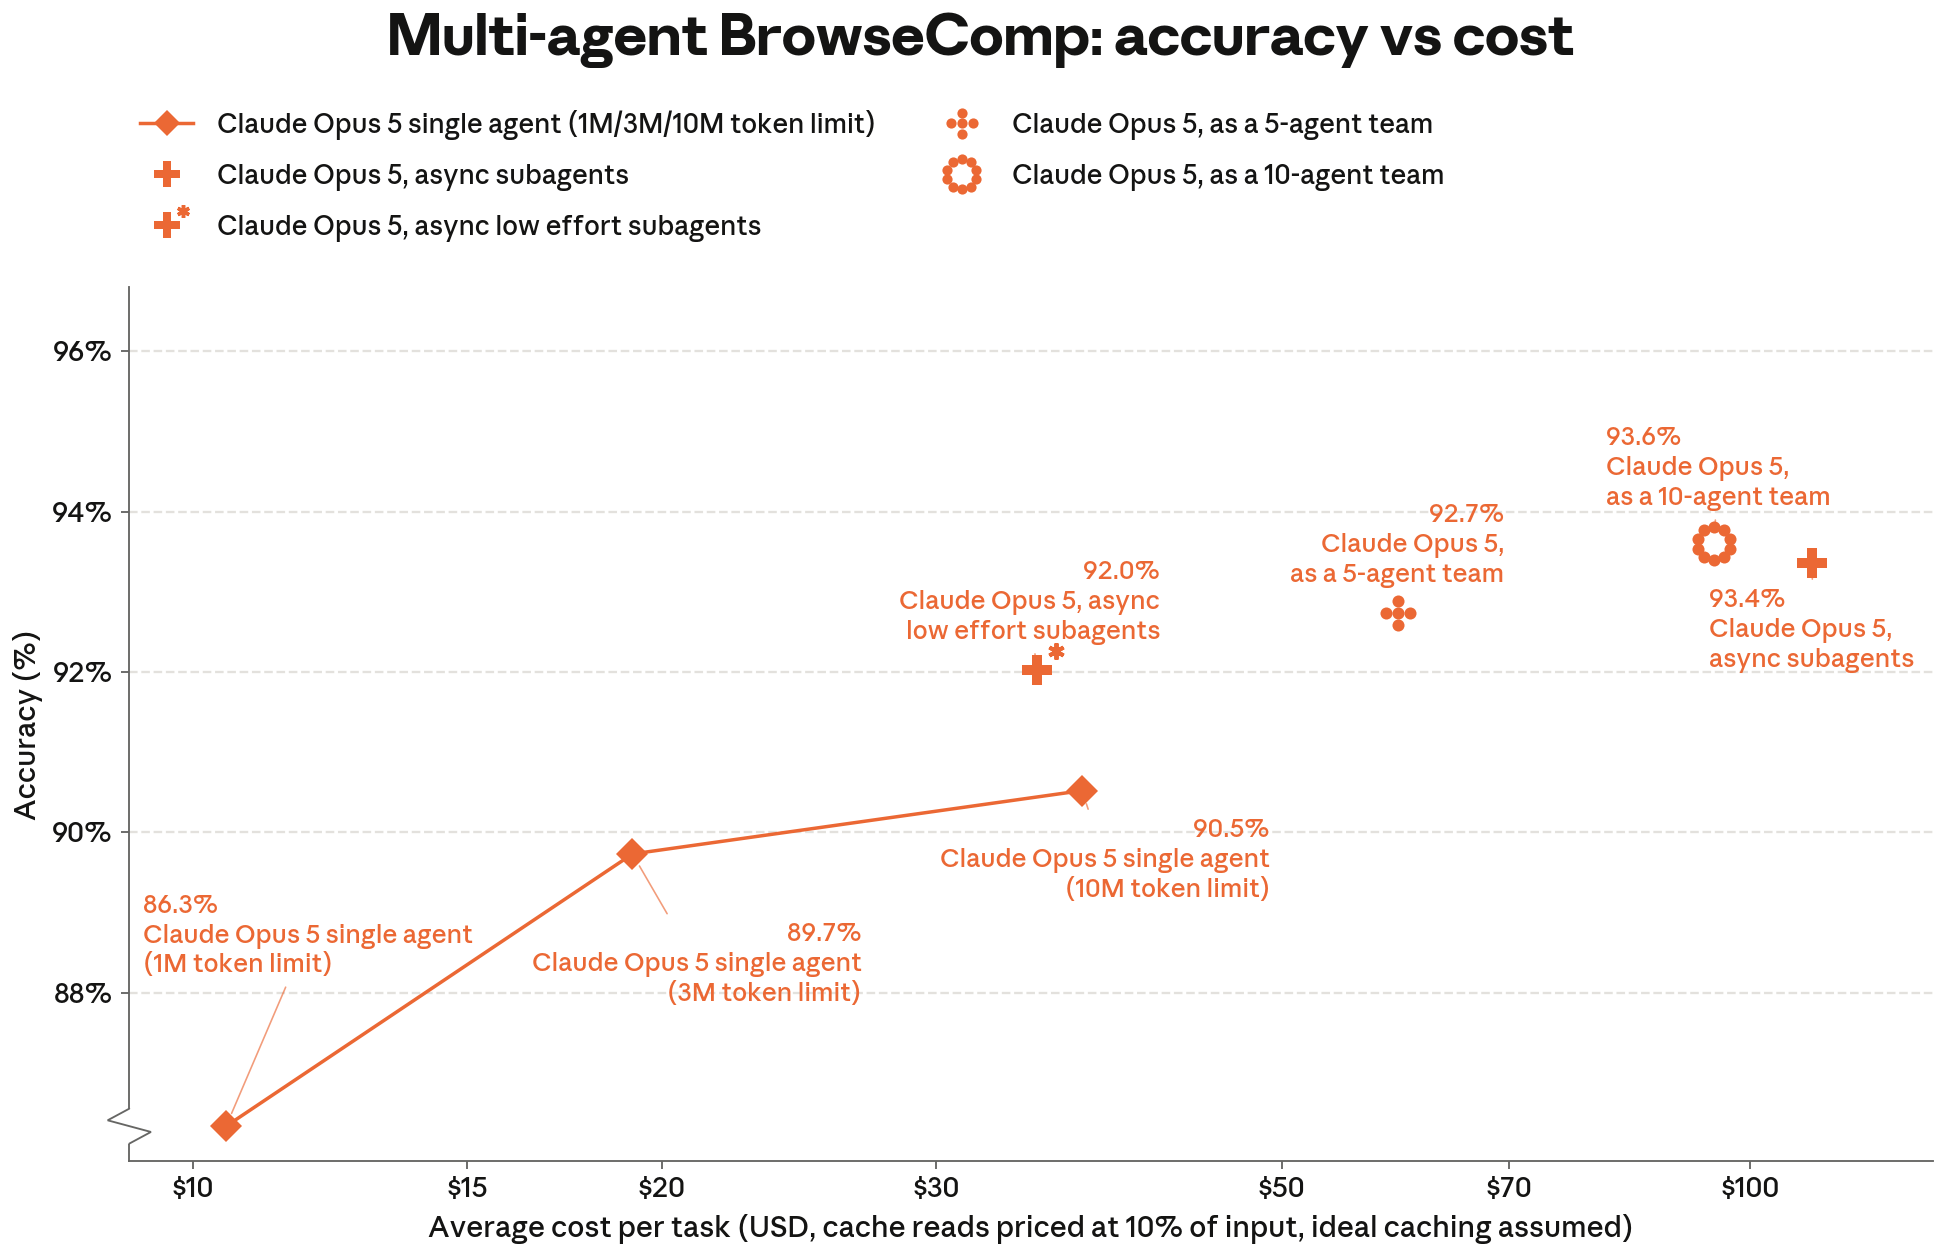 Multi-agent BrowseComp: accuracy vs cost
Claude Opus 5 single agent (1M/3M/10M token limit)
Claude Opus 5, async subagents
Claude Opus 5, async low effort subagents
Claude Opus 5, as a 5-agent team
Claude Opus 5, as a 10-agent team
Accuracy (%)
96%
94%
92%
90%
88%
86.3%
Claude Opus 5 single agent
(1M token limit)
89.7%
Claude Opus 5 single agent
(3M token limit)
90.5%
Claude Opus 5 single agent
(10M token limit)
92.0%
Claude Opus 5, async
low effort subagents
92.7%
Claude Opus 5,
as a 5-agent team
93.6%
Claude Opus 5,
as a 10-agent team
93.4%
Claude Opus 5,
async subagents
$10
$15
$20
$30
$50
$70
$100
Average cost per task (USD, cache reads priced at 10% of input, ideal caching assumed)